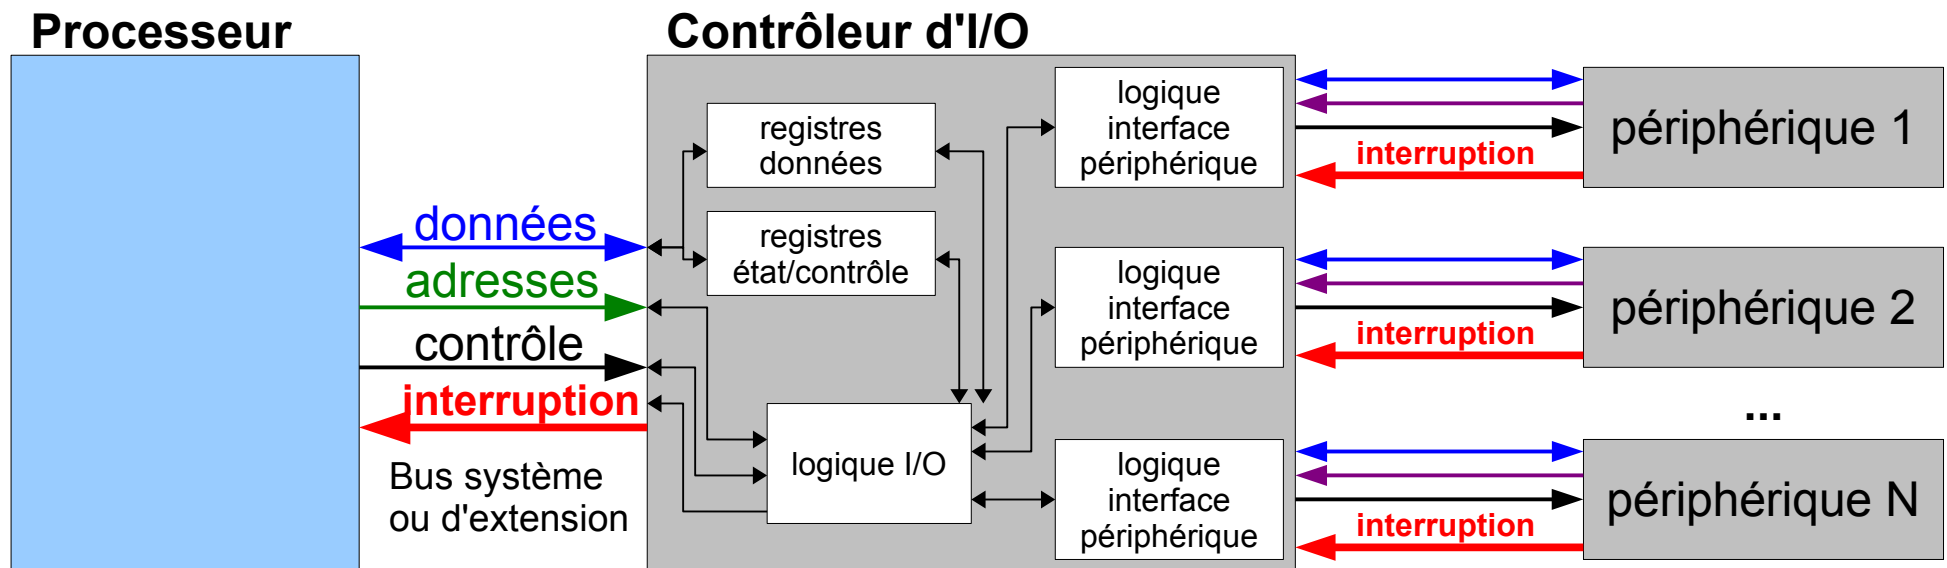 Processeur
Contrôleur d'I/O
données
adresses
contrôle
interruption
Bus système
ou d'extension
registres
données
registres
état/contrôle
logique I/O
logique
interface
périphérique
logique
interface
périphérique
logique
interface
périphérique
interruption
périphérique 1
interruption
périphérique 2
...
interruption
périphérique N